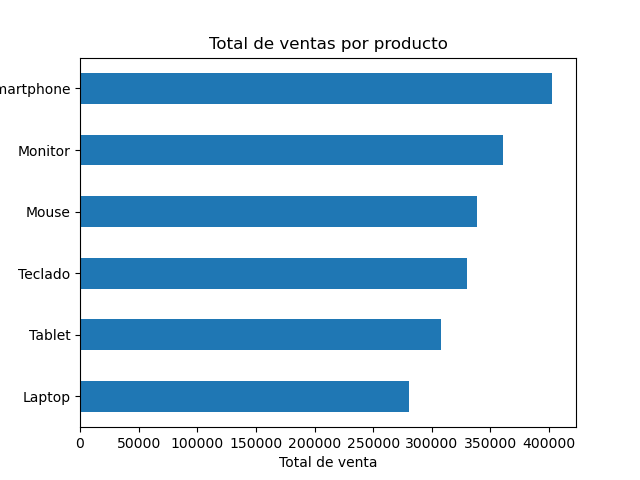 Total de ventas por producto
martphone
Monitor
Mouse
Teclado
Tablet
Laptop
0 50000 100000 150000 200000 250000 300000 350000 400000
Total de venta